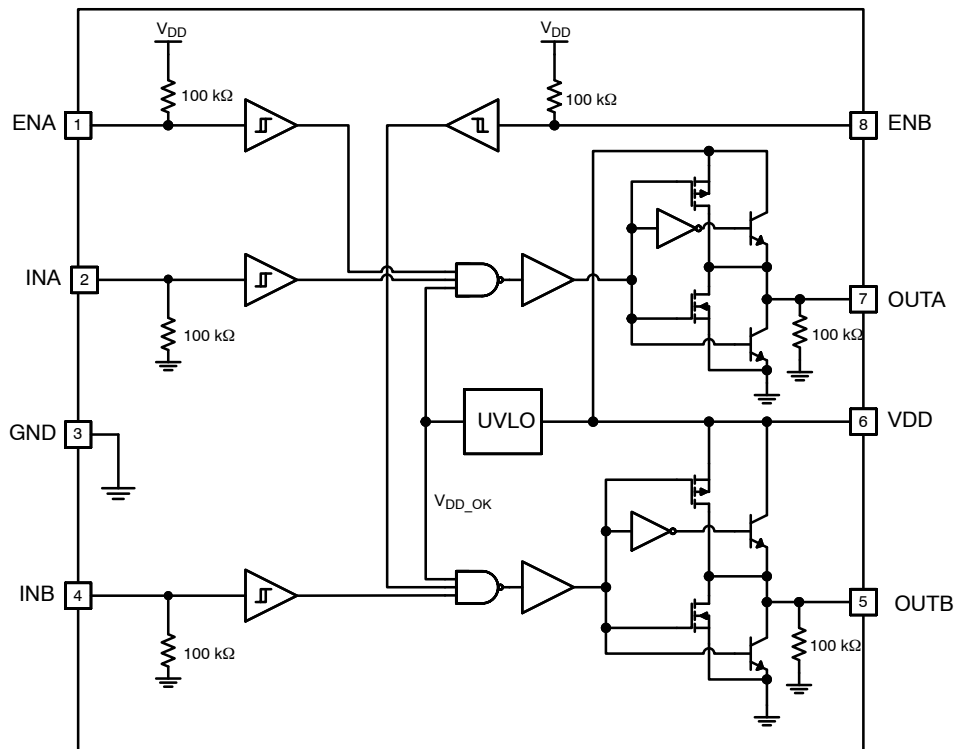 VDD
VDD
100 kΩ
100 kΩ
ENA
1
8
ENB
INA
2
7
OUTA
100 kΩ
100 kΩ
GND
3
UVLO
6
VDD
VDD_OK
INB
4
5
OUTB
100 kΩ
100 kΩ